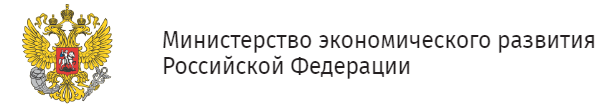 Министерство экономического развития
Российской Федерации